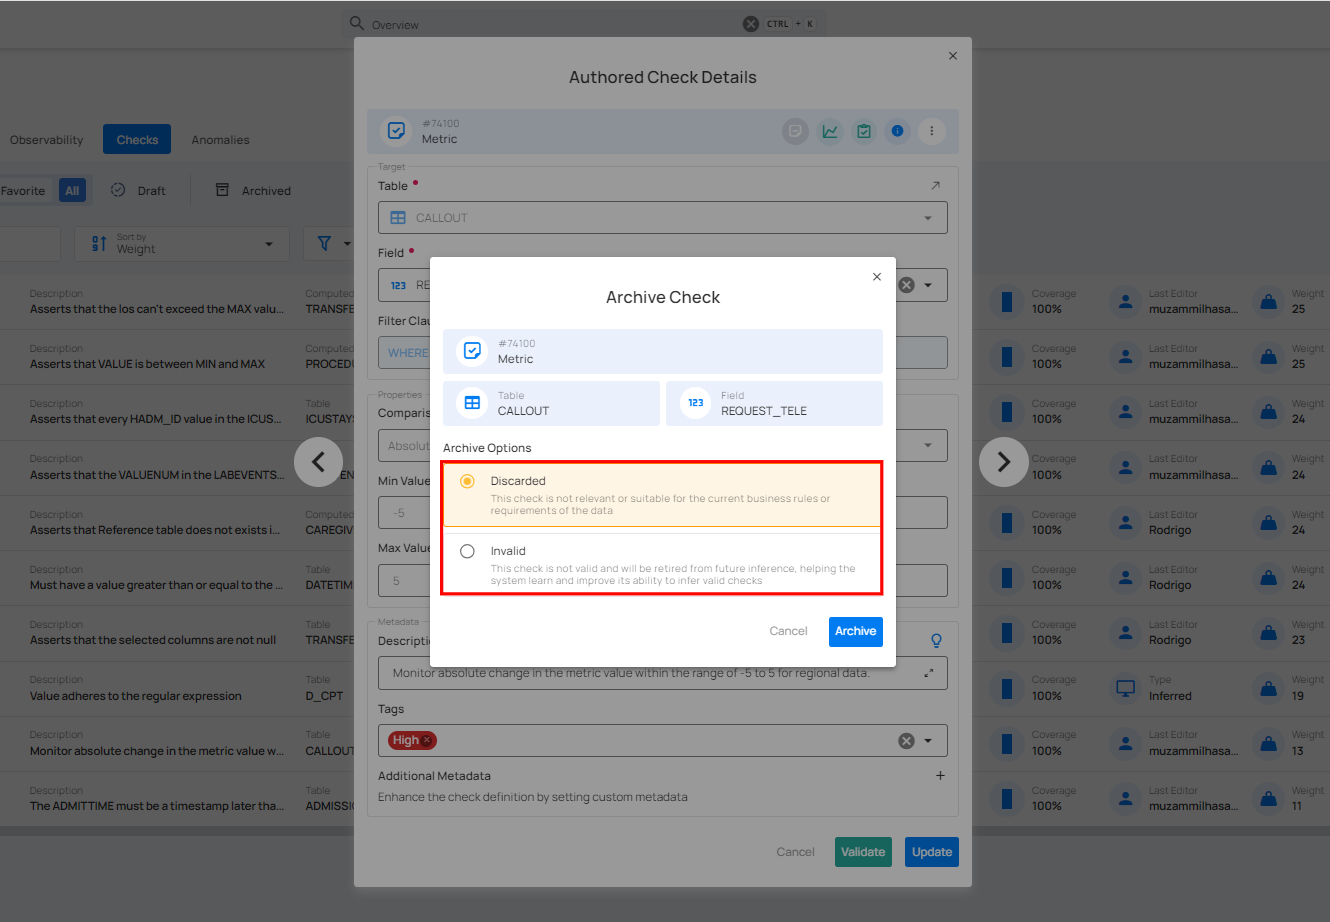 Overview
CTRL + K
Authored Check Details
#74100
Metric
Observability
Checks
Anomalies
Target
Table
Favorite
All
Draft
Archived
CALLOUT
Sort by
Weight
Field
123
RE
Archive Check
Filter Clau
WHERE
#74100
Metric
Table
CALLOUT
123
Field
REQUEST_TELE
Properties
Comparis
Absolut
Archive Options
Discarded
This check is not relevant or suitable for the current business rules or
requirements of the data
Invalid
This check is not valid and will be retired from future inference, helping the
system learn and improve its ability to infer valid checks
Cancel
Archive
Min Value
-5
Max Value
5
Metadata
Descripti
Monitor absolute change in the metric value within the range of -5 to 5 for regional data.
Tags
High
Additional Metadata
Enhance the check definition by setting custom metadata
Cancel
Validate
Update
Description
Asserts that the los can't exceed the MAX valu...
Computed
TRANSFE
Coverage
100%
Last Editor
muzammilhasa...
Weight
25
Description
Asserts that VALUE is between MIN and MAX
Computed
PROCEDU
Coverage
100%
Last Editor
muzammilhasa...
Weight
25
Description
Asserts that every HADM_ID value in the ICUS...
Table
ICUSTAYS
Coverage
100%
Last Editor
muzammilhasa...
Weight
24
Description
Asserts that the VALUENUM in the LABEVENTS...
EN
Coverage
100%
Last Editor
muzammilhasa...
Weight
24
Description
Asserts that Reference table does not exists i...
Table
CAREGIV
Coverage
100%
Last Editor
Rodrigo
Weight
24
Description
Must have a value greater than or equal to the ...
Table
DATETIM
Coverage
100%
Last Editor
Rodrigo
Weight
24
Description
Asserts that the selected columns are not null
Table
TRANSFE
Coverage
100%
Last Editor
Rodrigo
Weight
23
Description
Value adheres to the regular expression
Table
D_CPT
Coverage
100%
Type
Inferred
Weight
19
Description
Monitor absolute change in the metric value w...
Table
CALLOUT
Coverage
100%
Last Editor
muzammilhasa...
Weight
13
Description
The ADMITTIME must be a timestamp later tha...
Table
ADMISSIO
Coverage
100%
Last Editor
muzammilhasa...
Weight
11